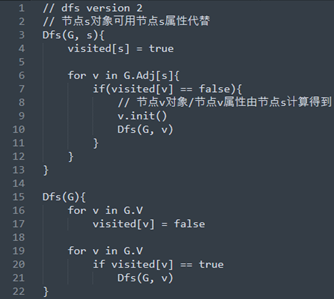 1 // dfs version 2
2 // 节点s对象可用节点s属性代替
3 Dfs(G, s){
4     visited[s] = true
5
6     for v in G.Adj[s]{
7         if(visited[v] == false){
8             // 节点v对象/节点v属性由节点s计算得到
9             v.init()
10             Dfs(G, v)
11         }
12     }
13 }
14
15 Dfs(G){
16     for v in G.V
17         visited[v] = false
18
19     for v in G.V
20         if visited[v] == true
21             Dfs(G, v)
22 }